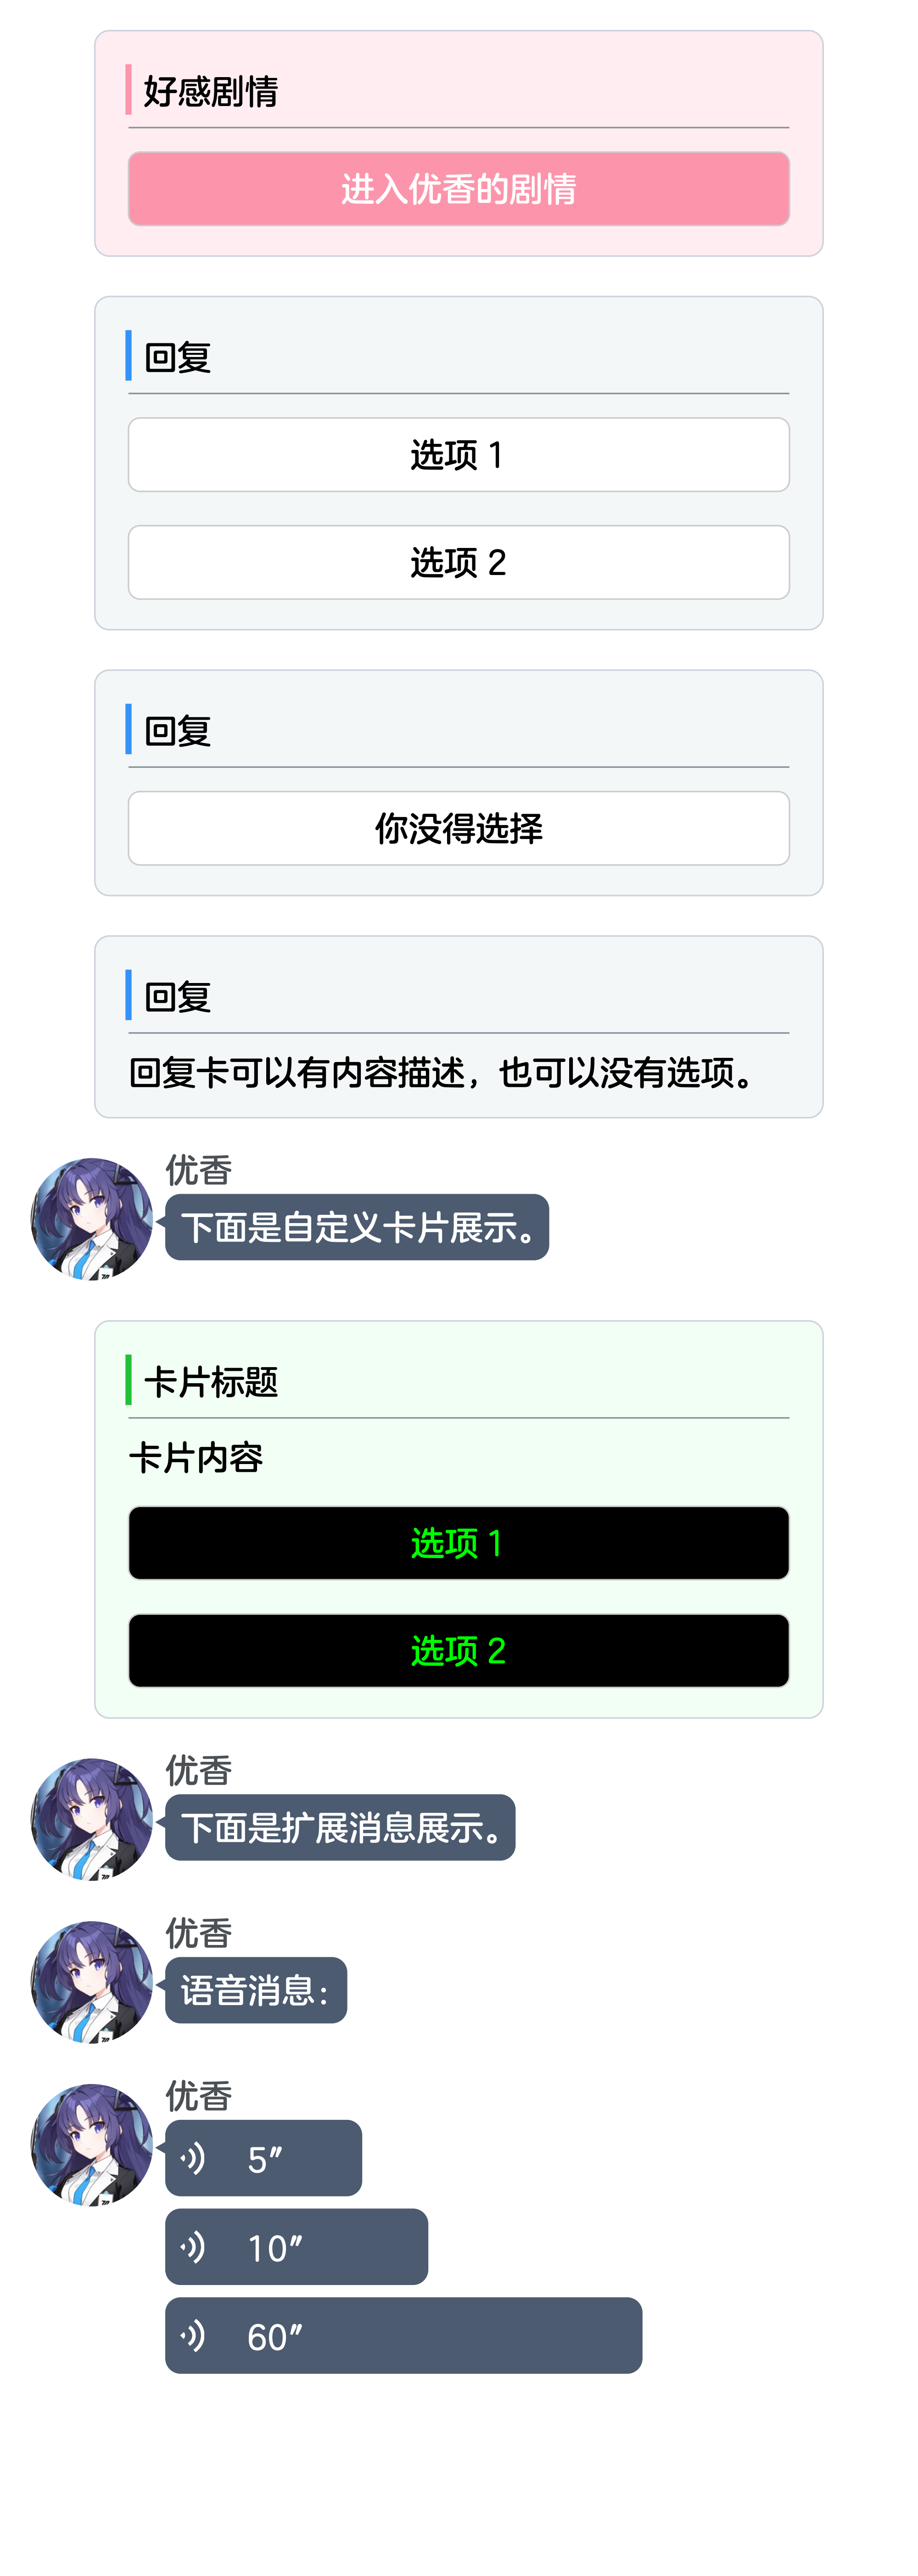 好感剧情
进入优香的剧情
回复
选项 1
选项 2
回复
你没得选择
回复
回复卡可以有内容描述，也可以没有选项。
优香
下面是自定义卡片展示。
卡片标题
卡片内容
选项 1
选项 2
优香
下面是扩展消息展示。
优香
语音消息：
优香
5″
10″
60″